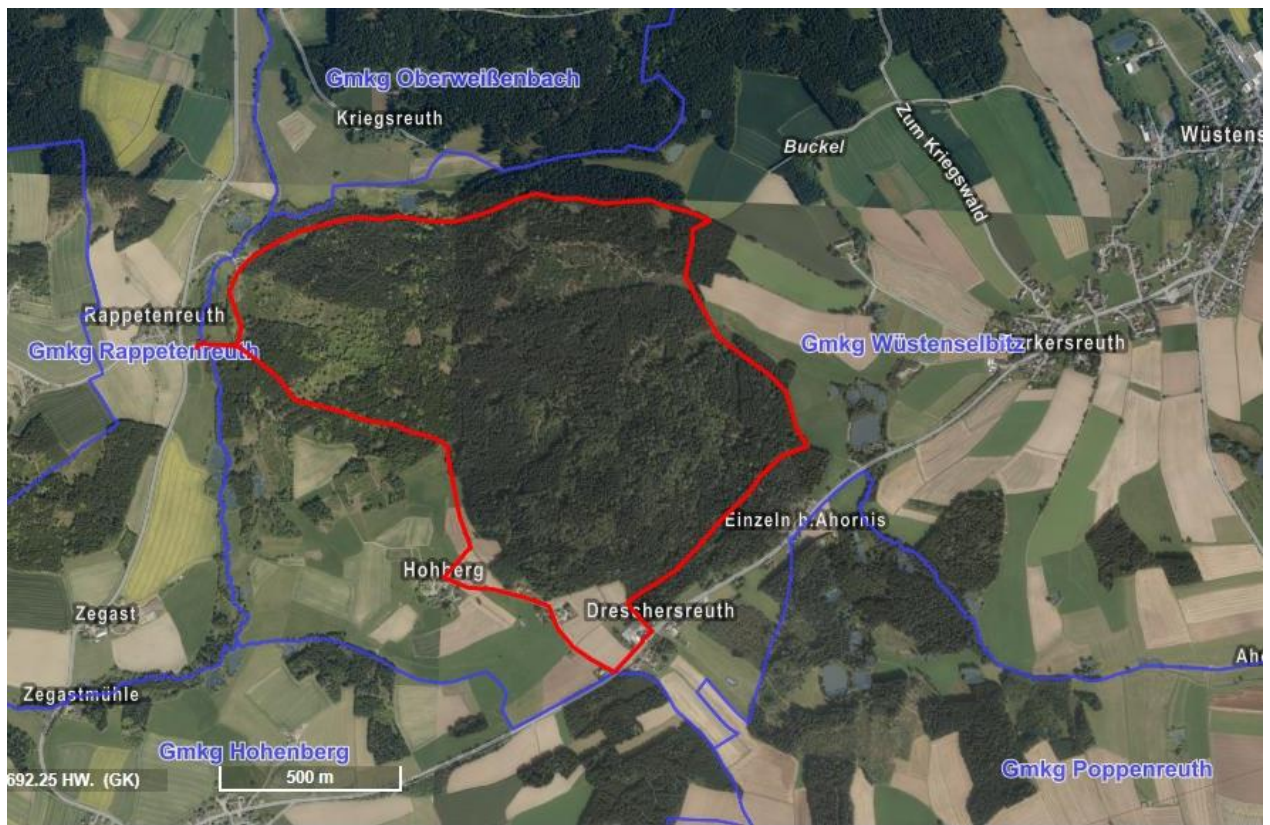 Gmkg Oberweißenbach
Kriegsreuth
Buckel
Zum Kriegswald
Wüstens
Rappetenreuth
Gmkg Rappetenreuth
Gmkg Wüstenselbitz
rkersreuth
Einzeln b.Ahornis
Hohberg
Dreschersreuth
Zegast
Zegastmühle
Aho
Gmkg Hohenberg
692.25 HW. (GK)
500 m
Gmkg Poppenreuth